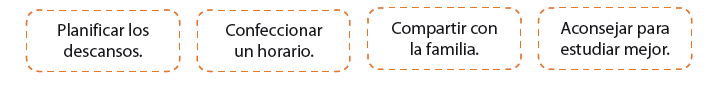 Planificar los
descansos.
Confeccionar
un horario.
Compartir con
la familia.
Aconsejar para
estudiar mejor.